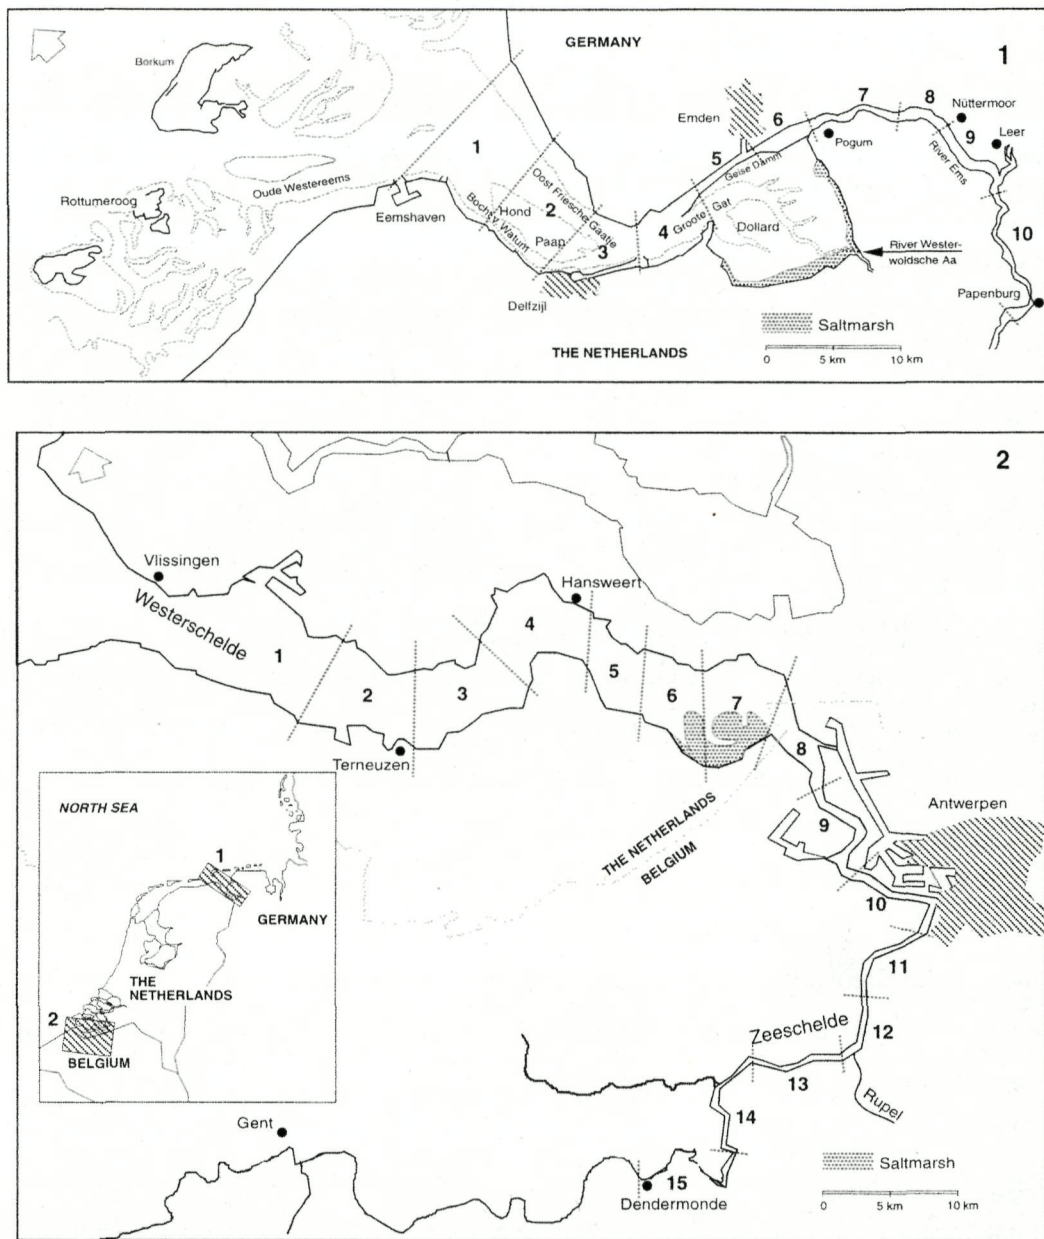 GERMANY
1
Borkum
7
8
Nüttermoor
Emden
6
9
Leer
1
5
Pogum
Geise Damm
River Ems
Oude Westereems
Rottumeroog
Eemshaven
Bocht v. Watum
Hond
2
Oost Friesche Gaatje
Paap
3
4
Groote Gat
Dollard
River Wester-
woldsche Aa
10
Papenburg
Delfzijl
Saltmarsh
THE NETHERLANDS
0 5 km 10 km
2
Vlissingen
Hansweert
Westerschelde
4
1
5
2
3
6
7
Terneuzen
8
Antwerpen
9
THE NETHERLANDS
BELGIUM
NORTH SEA
1
GERMANY
THE
NETHERLANDS
2
BELGIUM
10
11
12
Zeeschelde
13
Rupel
14
Gent
15
Dendermonde
Saltmarsh
0 5 km 10 km